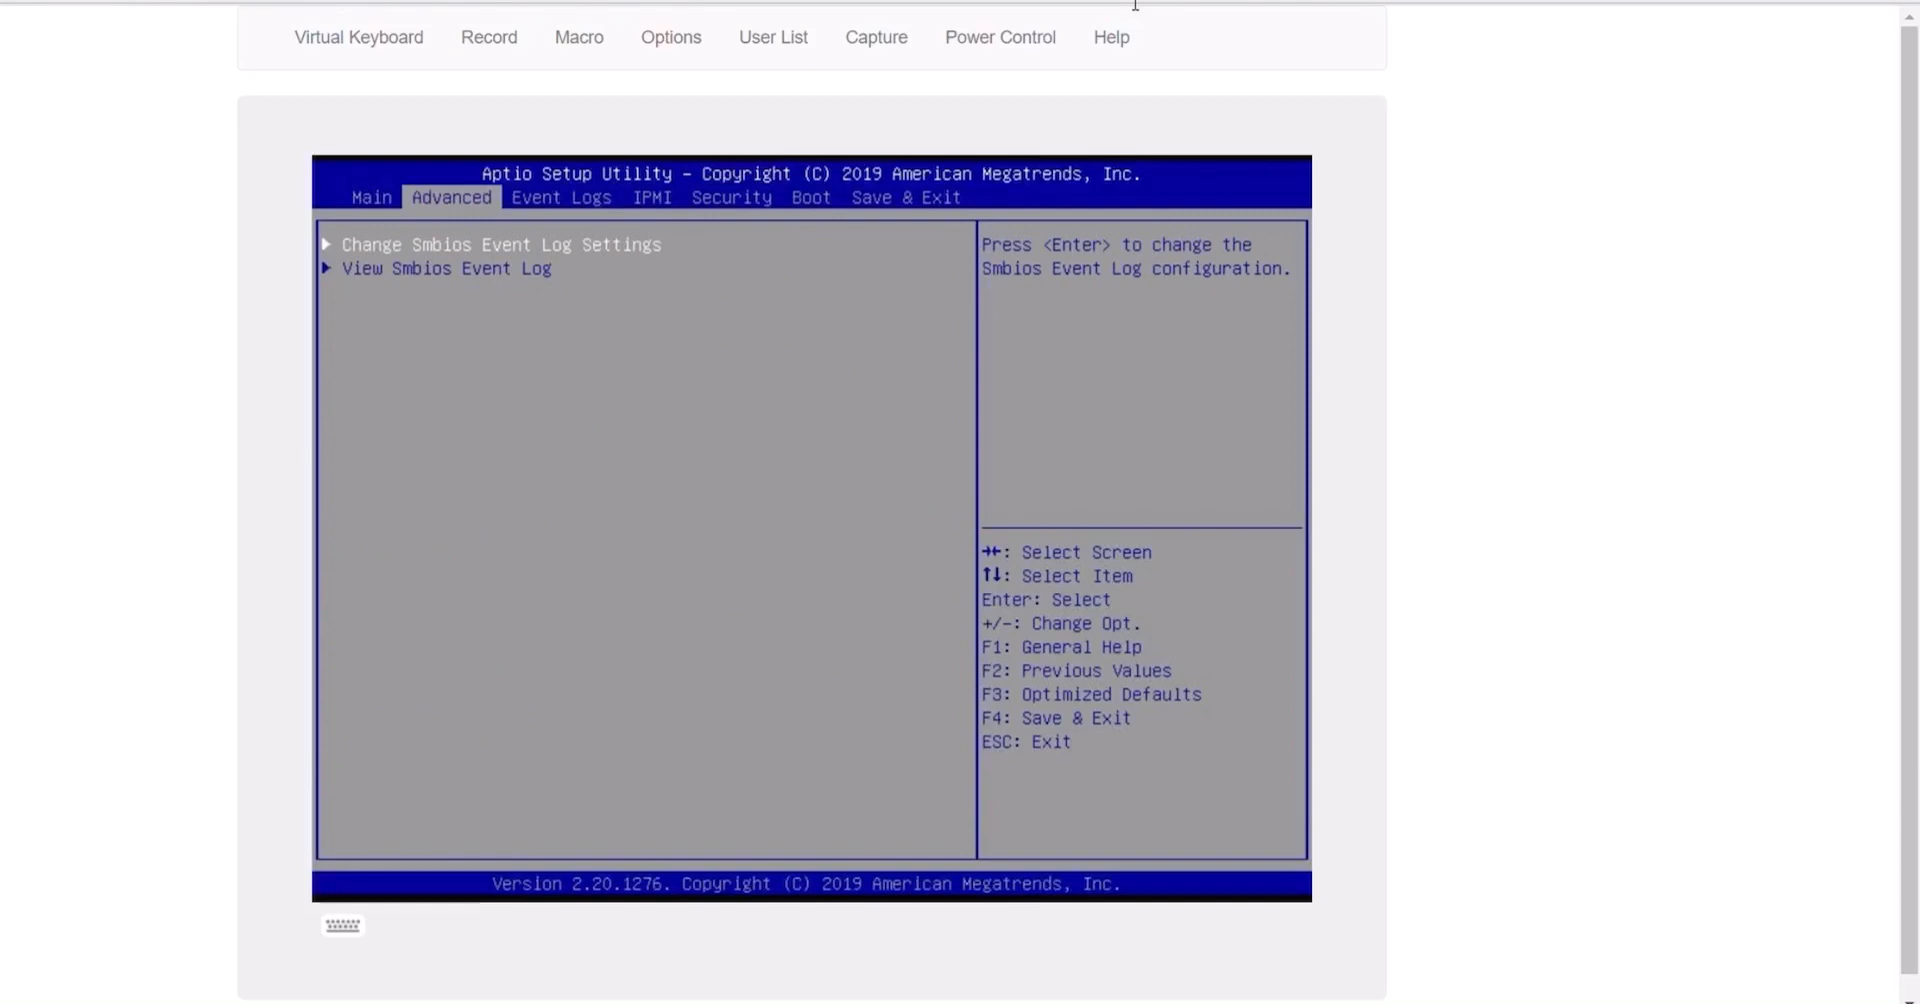 Virtual Keyboard Record Macro Options User List Capture Power Control Help
Aptio Setup Utility – Copyright (C) 2019 American Megatrends, Inc.
Main Advanced Event Logs IPMI Security Boot Save & Exit
Change Smbios Event Log Settings
View Smbios Event Log
Press <Enter> to change the
Smbios Event Log configuration.
→←: Select Screen
↑↓: Select Item
Enter: Select
+/-: Change Opt.
F1: General Help
F2: Previous Values
F3: Optimized Defaults
F4: Save & Exit
ESC: Exit
Version 2.20.1276. Copyright (C) 2019 American Megatrends, Inc.